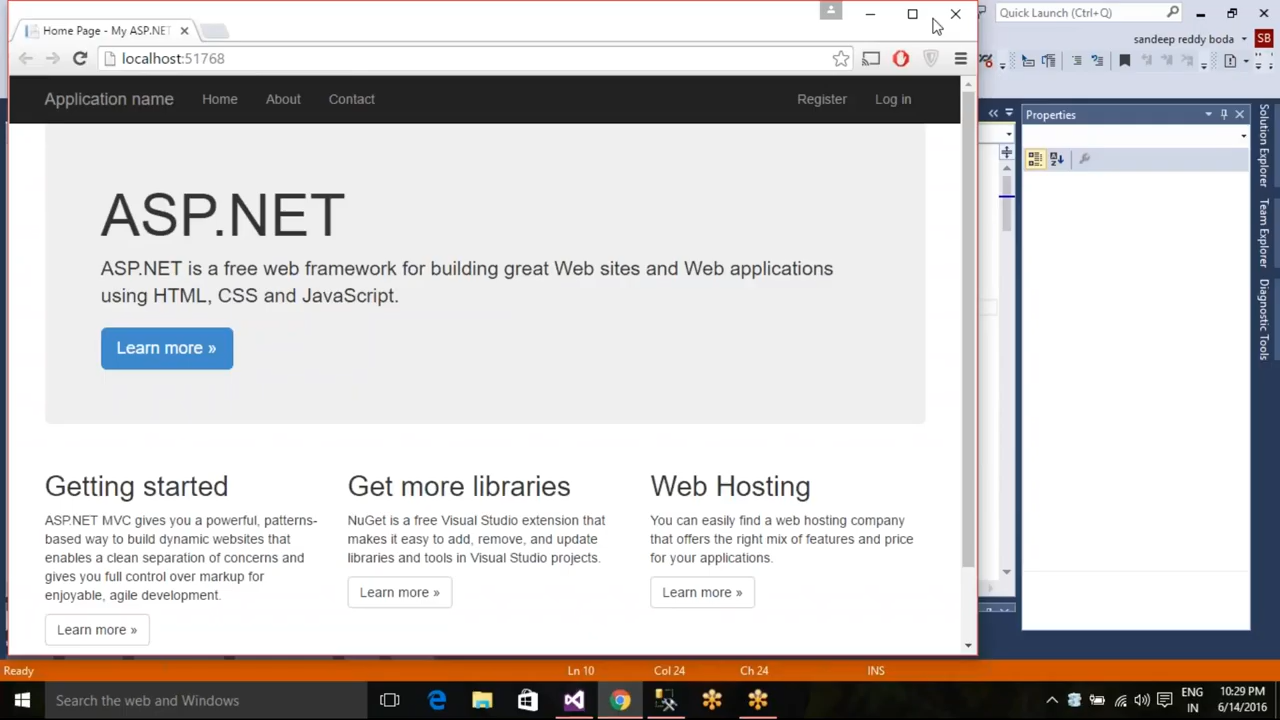 Home Page - My ASP.NET
Quick Launch (Ctrl+Q)
sandeep reddy boda
SB
localhost:51768
Application name
Home
About
Contact
Register
Log in
Properties
Solution Explorer
Team Explorer
Diagnostic Tools
ASP.NET
ASP.NET is a free web framework for building great Web sites and Web applications
using HTML, CSS and JavaScript.
Learn more »
Getting started
ASP.NET MVC gives you a powerful, patterns-
based way to build dynamic websites that
enables a clean separation of concerns and
gives you full control over markup for
enjoyable, agile development.
Learn more »
Get more libraries
NuGet is a free Visual Studio extension that
makes it easy to add, remove, and update
libraries and tools in Visual Studio projects.
Learn more »
Web Hosting
You can easily find a web hosting company
that offers the right mix of features and price
for your applications.
Learn more »
Ready
Ln 10
Col 24
Ch 24
INS
Search the web and Windows
ENG
IN
10:29 PM
6/14/2016